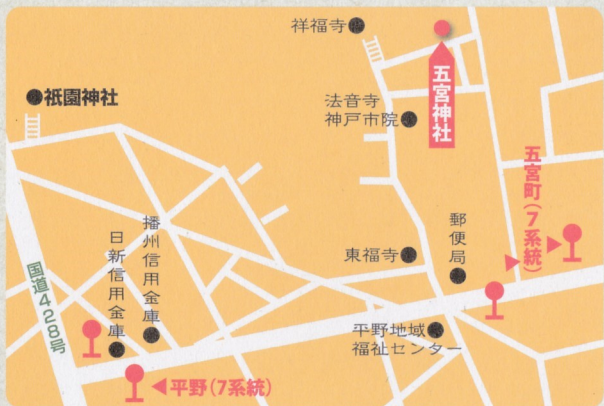 祥福寺
五宮神社
祇園神社
法音寺
神戸市院
五宮町(7系統)
郵便局
播州信用金庫
日新信用金庫
東福寺
国道428号
平野地域
福祉センター
平野(7系統)